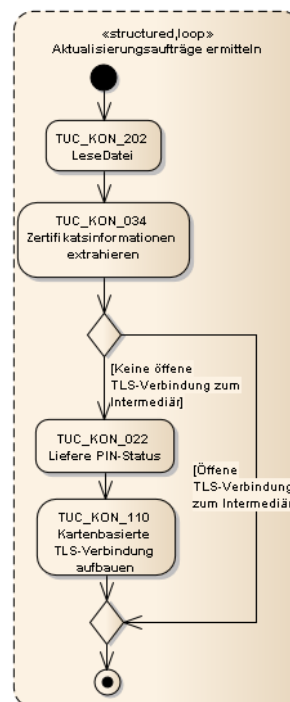 «structured,loop»
Aktualisierungsaufträge ermitteln
TUC_KON_202
LeseDatei
TUC_KON_034
Zertifikatsinformationen
extrahieren
[Keine öffene
TLS-Verbindung zum
Intermediär]
TUC_KON_022
Liefere PIN-Status
[Öffene
TLS-Verbindung
zum Intermediär
TUC_KON_110
Kartenbasierte
TLS-Verbindung
aufbauen